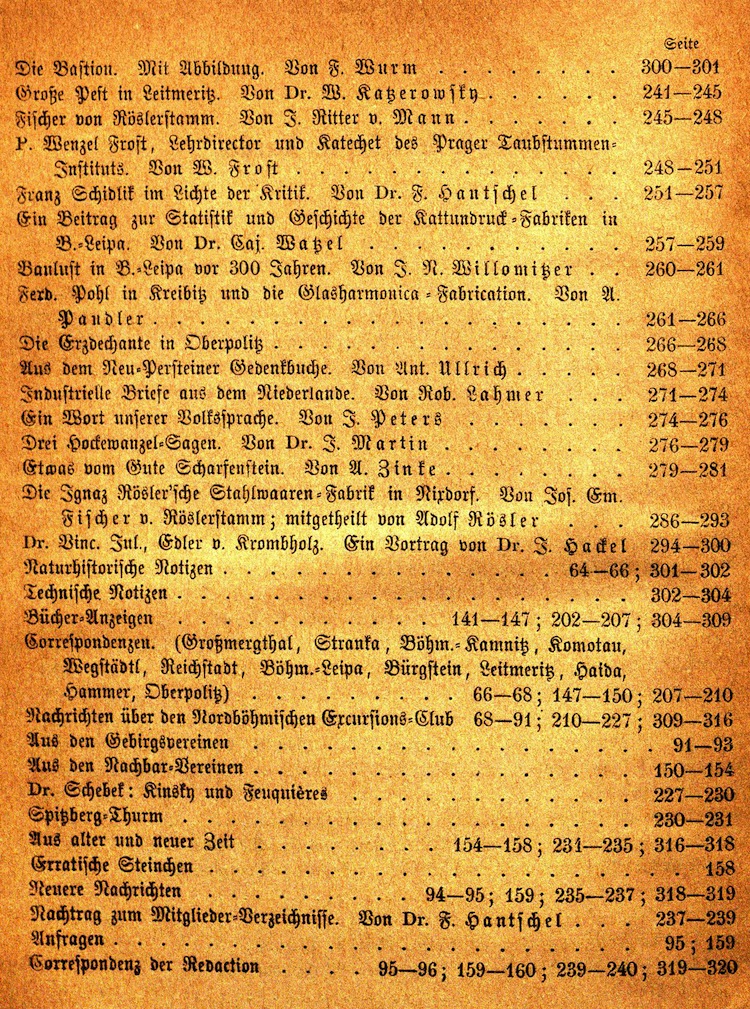 Seite
Die Bastion. Mit Abbildung. Von F. Wurm . . . . . . . . 300—301
Große Pest in Leitmeritz. Von Dr. W. Katzerowsky . . . . . . 241—245
Fischer von Röslerstamm. Von J. Ritter v. Mann . . . . . . . 245—248
P. Wenzel Frost, Lehrdirector und Katechet des Prager Taubstummen-
Instituts. Von W. Frost . . . . . . . . . . . . . . 248—251
Franz Schidlik im Lichte der Kritik. Von Dr. F. Hantschel . . . 251—257
Ein Beitrag zur Statistik und Geschichte der Kattundruck-Fabriken in
B.-Leipa. Von Dr. Caj. Watzel . . . . . . . . . . . 257—259
Baulust in B.-Leipa vor 300 Jahren. Von J. N. Willomitzer . . 260—261
Ferd. Pohl in Kreibitz und die Glasharmonica-Fabrication. Von A.
Paudler . . . . . . . . . . . . . . . . . . . . 261—266
Die Erzdechante in Oberpolitz . . . . . . . . . . . . . . 266—268
Aus dem Neu-Persteiner Gedenkbuche. Von Ant. Ullrich . . . . . 268—271
Industrielle Briefe aus dem Niederlande. Von Rob. Lahmer . . . 271—274
Ein Wort unserer Volkssprache. Von J. Peters . . . . . . . 274—276
Drei Hockewanzel-Sagen. Von Dr. J. Martin . . . . . . . . 276—279
Etwas vom Gute Scharfenstein. Von A. Zinke . . . . . . . . 279—281
Die Ignaz Rösler'sche Stahlwaaren-Fabrik in Nixdorf. Von Jos. Em.
Fischer v. Röslerstamm; mitgetheilt von Adolf Rösler . . . 286—293
Dr. Vinc. Jul., Edler v. Krombholz. Ein Vortrag von Dr. J. Hackel 294—300
Naturhistorische Notizen . . . . . . . . . . . . . 64—66; 301—302
Technische Notizen . . . . . . . . . . . . . . . . . . . 302—304
Bücher-Anzeigen . . . . . . . . . . . 141—147; 202—207; 304—309
Correspondenzen. (Großmergthal, Stranka, Böhm.-Kamnitz, Komotau,
Wegstädtl, Reichstadt, Böhm.-Leipa, Bürgstein, Leitmeritz, Haida,
Hammer, Oberpolitz) . . . . . . . . . 66—68; 147—150; 207—210
Nachrichten über den Nordböhmischen Excursions-Club 68—91; 210—227; 309—316
Aus den Gebirgsvereinen . . . . . . . . . . . . . . . . . 91—93
Aus den Nachbar-Vereinen . . . . . . . . . . . . . . . . 150—154
Dr. Schebek: Kinsky und Feuquières . . . . . . . . . . . . 227—230
Spitzberg-Thurm . . . . . . . . . . . . . . . . . . . . 230—231
Aus alter und neuer Zeit . . . . . . . . 154—158; 231—235; 316—318
Erratische Steinchen . . . . . . . . . . . . . . . . . . . . 158
Neuere Nachrichten . . . . . . . . . 94—95; 159; 235—237; 318—319
Nachtrag zum Mitglieder-Verzeichnisse. Von Dr. F. Hantschel . . . 237—239
Anfragen . . . . . . . . . . . . . . . . . . . . . . . . 95; 159
Correspondenz der Redaction . . . . 95—96; 159—160; 239—240; 319—320